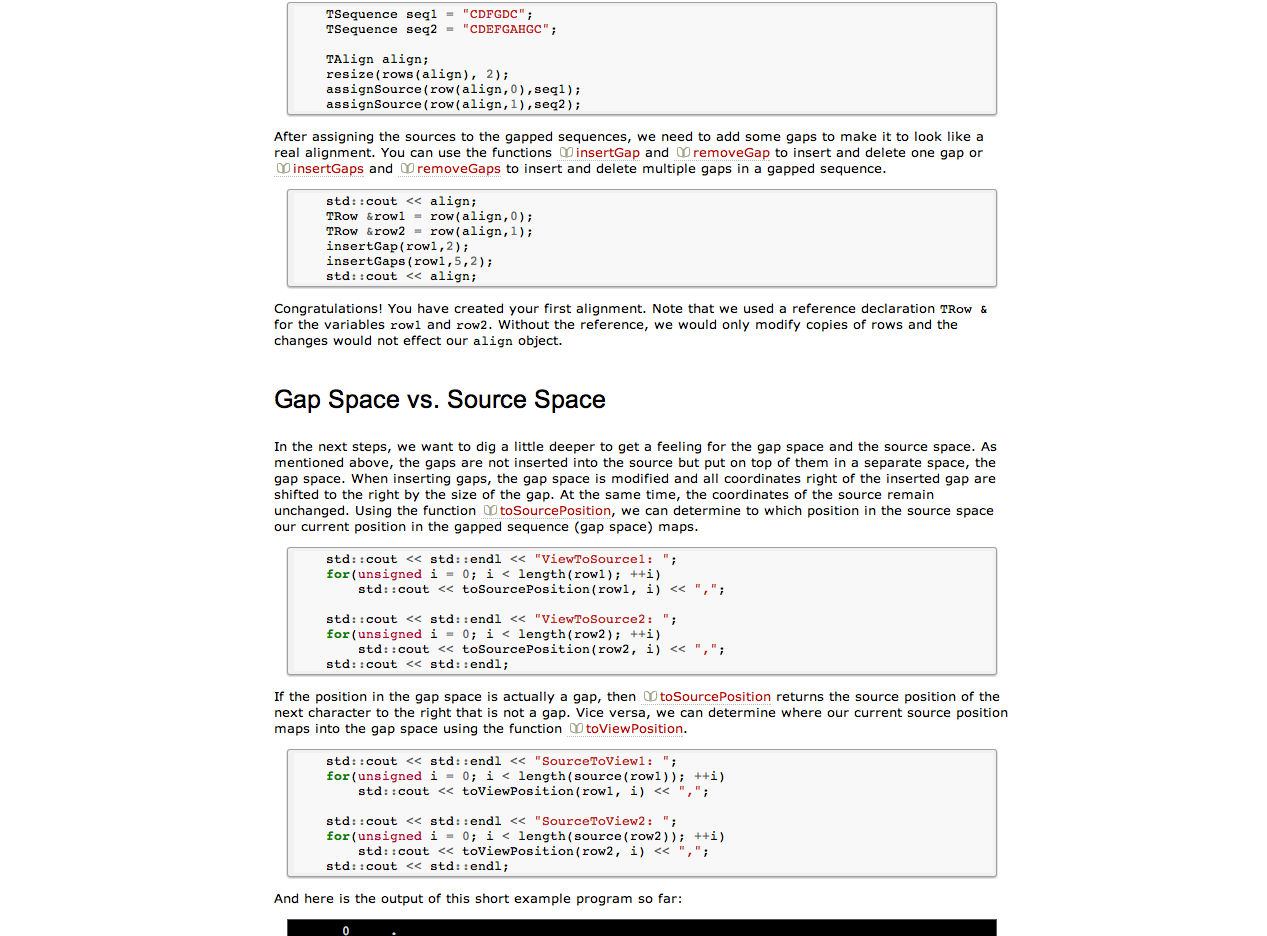 TSequence seq1 = "CDFGDC";
TSequence seq2 = "CDEFGAHGC";
TAlign align;
resize(rows(align), 2);
assignSource(row(align,0),seq1);
assignSource(row(align,1),seq2);
After assigning the sources to the gapped sequences, we need to add some gaps to make it to look like a
real alignment. You can use the functions insertGap and removeGap to insert and delete one gap or
insertGaps and removeGaps to insert and delete multiple gaps in a gapped sequence.
std::cout << align;
TRow &row1 = row(align,0);
TRow &row2 = row(align,1);
insertGap(row1,2);
insertGaps(row1,5,2);
std::cout << align;
Congratulations! You have created your first alignment. Note that we used a reference declaration TRow &
for the variables row1 and row2. Without the reference, we would only modify copies of rows and the
changes would not effect our align object.
Gap Space vs. Source Space
In the next steps, we want to dig a little deeper to get a feeling for the gap space and the source space. As
mentioned above, the gaps are not inserted into the source but put on top of them in a separate space, the
gap space. When inserting gaps, the gap space is modified and all coordinates right of the inserted gap are
shifted to the right by the size of the gap. At the same time, the coordinates of the source remain
unchanged. Using the function toSourcePosition, we can determine to which position in the source space
our current position in the gapped sequence (gap space) maps.
std::cout << std::endl << "ViewToSource1: ";
for(unsigned i = 0; i < length(row1); ++i)
std::cout << toSourcePosition(row1, i) << ",";
std::cout << std::endl << "ViewToSource2: ";
for(unsigned i = 0; i < length(row2); ++i)
std::cout << toSourcePosition(row2, i) << ",";
std::cout << std::endl;
If the position in the gap space is actually a gap, then toSourcePosition returns the source position of the
next character to the right that is not a gap. Vice versa, we can determine where our current source position
maps into the gap space using the function toViewPosition.
std::cout << std::endl << "SourceToView1: ";
for(unsigned i = 0; i < length(source(row1)); ++i)
std::cout << toViewPosition(row1, i) << ",";
std::cout << std::endl << "SourceToView2: ";
for(unsigned i = 0; i < length(source(row2)); ++i)
std::cout << toViewPosition(row2, i) << ",";
std::cout << std::endl;
And here is the output of this short example program so far:
0 .